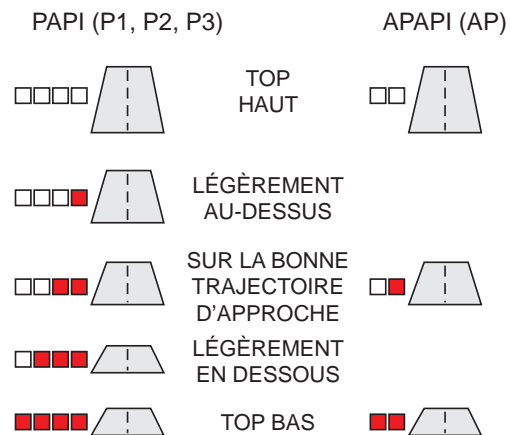 PAPI (P1, P2, P3)
APAPI (AP)
TOP
HAUT
LÉGÈREMENT
AU-DESSUS
SUR LA BONNE
TRAJECTOIRE
D'APPROCHE
LÉGÈREMENT
EN DESSOUS
TOP BAS